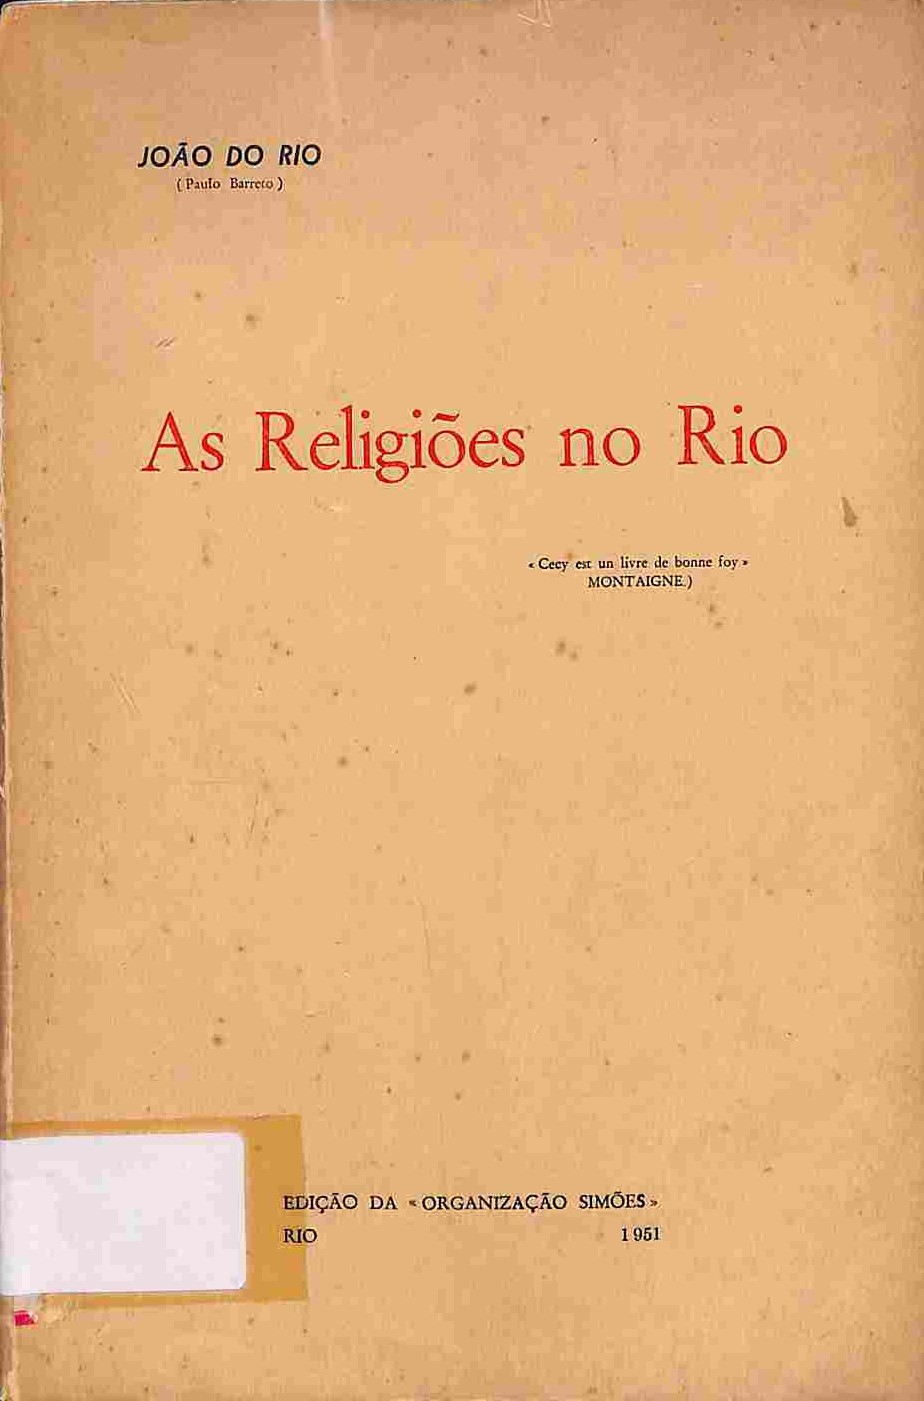 JOÃO DO RIO
(Paulo Barreto)
As Religiões no Rio
« Cecy est un livre de bonne foy »
MONTAIGNE.)
EDIÇÃO DA «ORGANIZAÇÃO SIMÕES»
RIO 1951